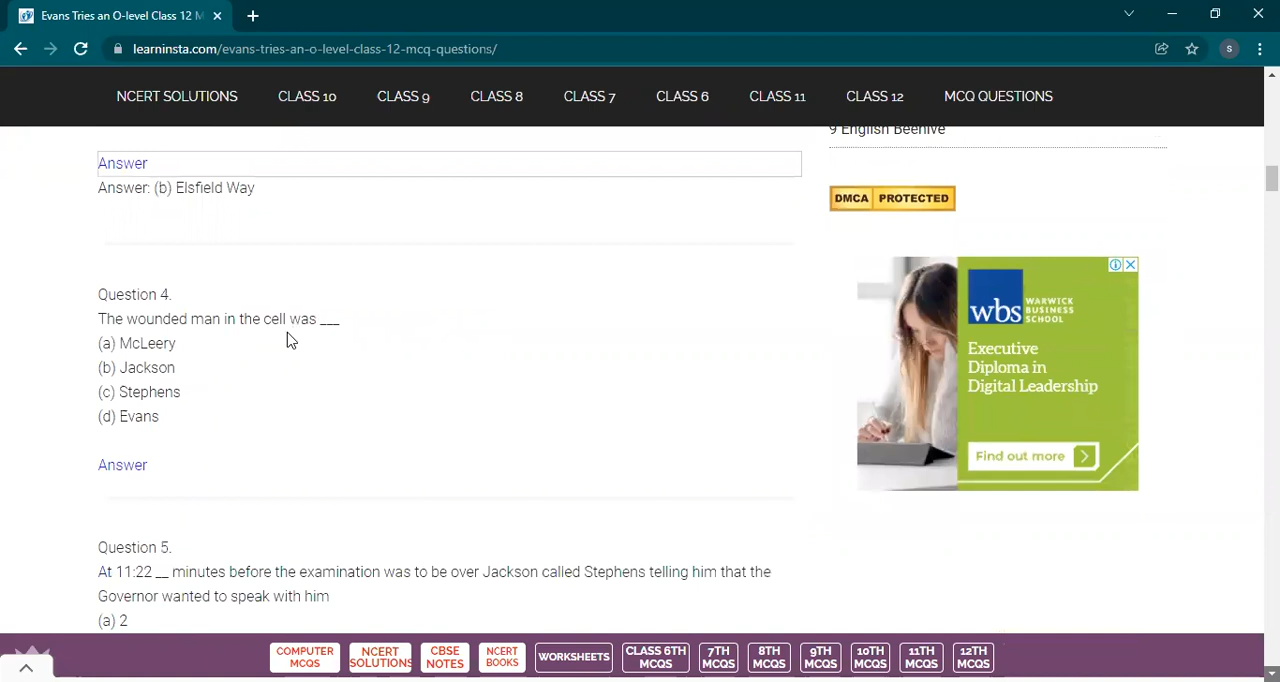 Evans Tries an O-level Class 12 M
learninsta.com/evans-tries-an-o-level-class-12-mcq-questions/
S
NCERT SOLUTIONS CLASS 10 CLASS 9 CLASS 8 CLASS 7 CLASS 6 CLASS 11 CLASS 12 MCQ QUESTIONS
9 English Beehive
Answer
Answer: (b) Elsfield Way
DMCA PROTECTED
Question 4.
The wounded man in the cell was ___
(a) McLeery
(b) Jackson
(c) Stephens
(d) Evans
Answer
wbs WARWICK
BUSINESS
SCHOOL
Executive
Diploma in
Digital Leadership
Find out more
Question 5.
At 11:22 __ minutes before the examination was to be over Jackson called Stephens telling him that the
Governor wanted to speak with him
(a) 2
COMPUTER MCQS
NCERT SOLUTIONS
CBSE NOTES
NCERT BOOKS
WORKSHEETS
CLASS 6TH MCQS
7TH MCQS
8TH MCQS
9TH MCQS
10TH MCQS
11TH MCQS
12TH MCQS